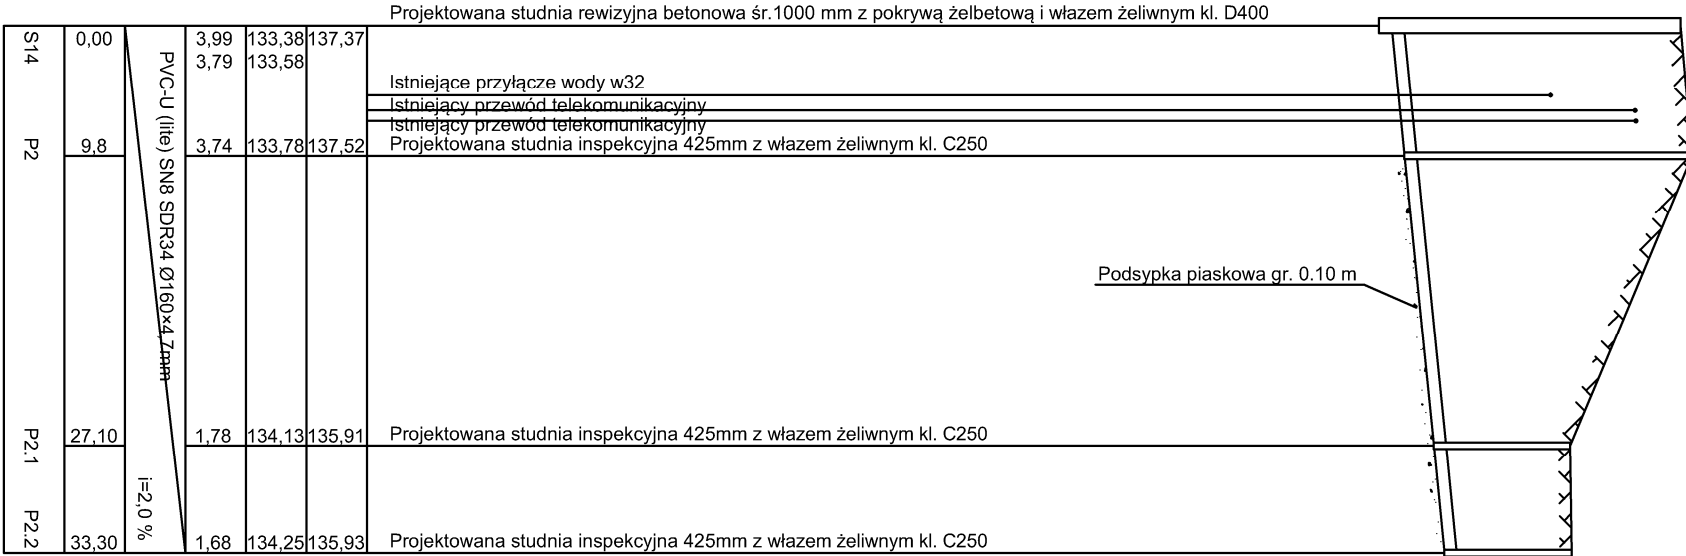 Projektowana studnia rewizyjna betonowa śr.1000 mm z pokrywą żelbetową i włazem żeliwnym kl. D400
S14 0,00 3,99 133,38 137,37
3,79 133,58
PVC-U (lite) SN8 SDR34 Ø160×4,7mm
Istniejące przyłącze wody w32
Istniejący przewód telekomunikacyjny
Istniejący przewód telekomunikacyjny
P2 9,8 3,74 133,78 137,52 Projektowana studnia inspekcyjna 425mm z włazem żeliwnym kl. C250
Podsypka piaskowa gr. 0.10 m
P2.1 27,10 1,78 134,13 135,91 Projektowana studnia inspekcyjna 425mm z włazem żeliwnym kl. C250
i=2,0 %
P2.2 33,30 1,68 134,25 135,93 Projektowana studnia inspekcyjna 425mm z włazem żeliwnym kl. C250